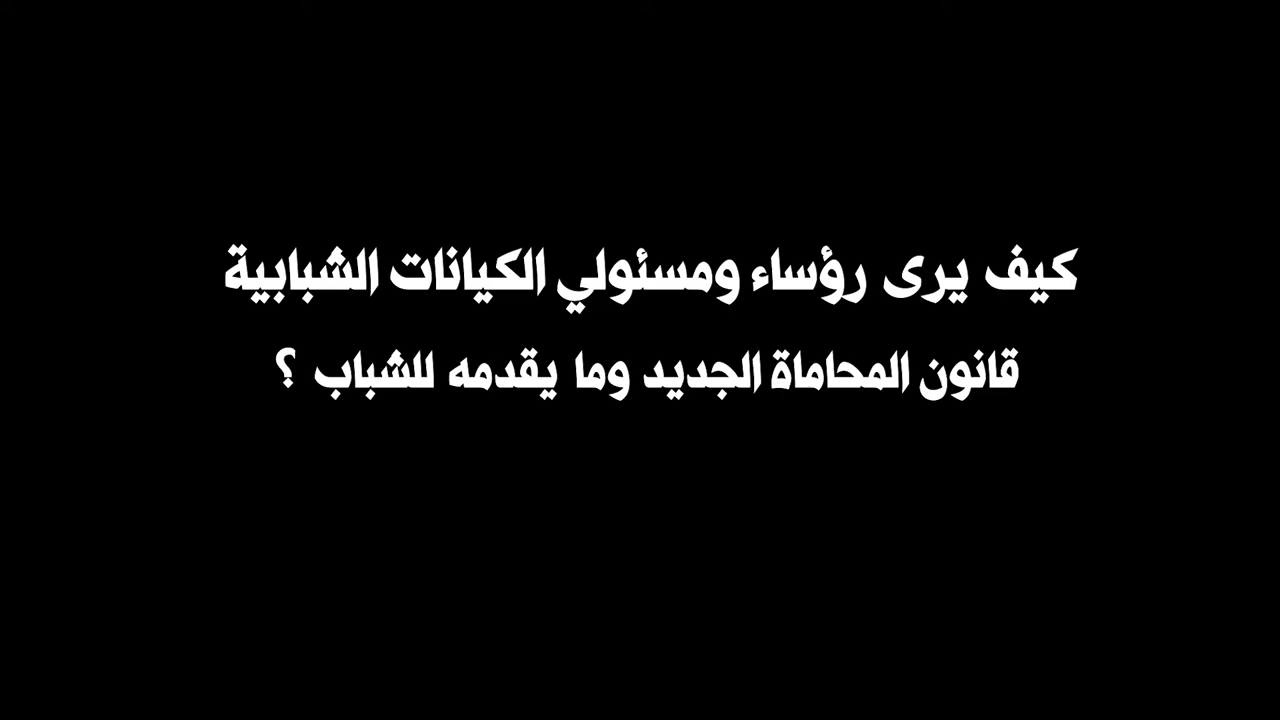 كيف يرى رؤساء ومسئولي الكيانات الشبابية
قانون المحاماة الجديد وما يقدمه للشباب ؟